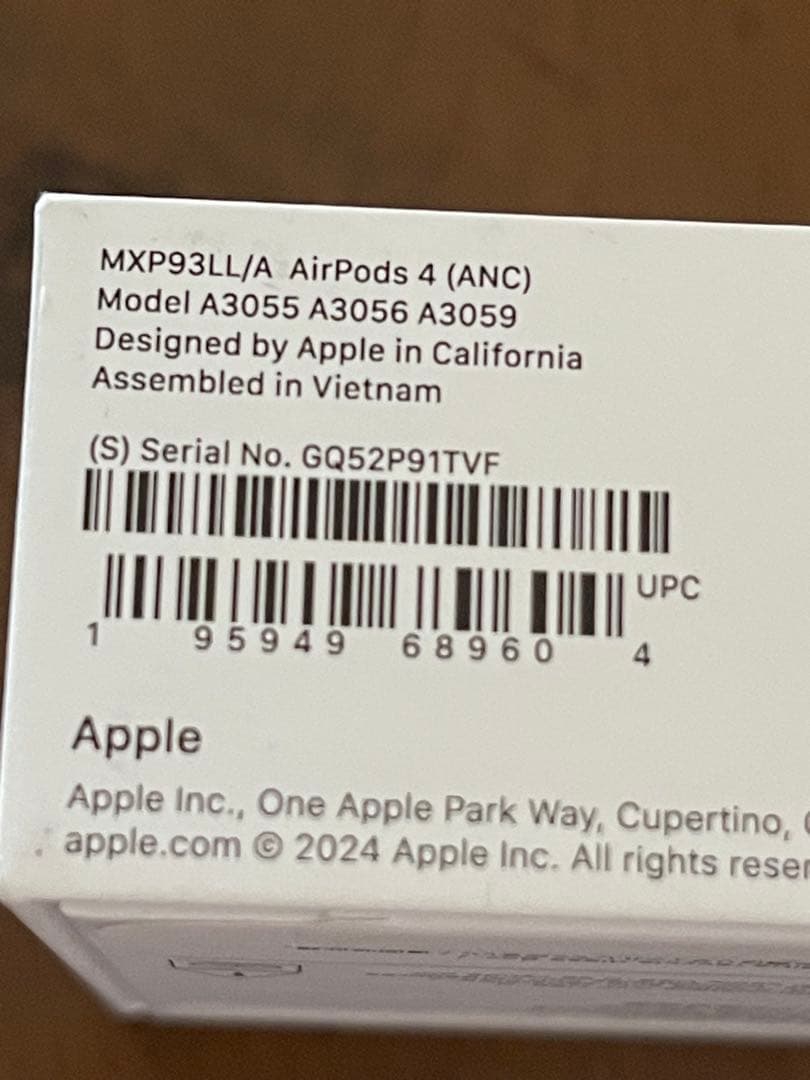 MXP93LL/A AirPods 4 (ANC)
Model A3055 A3056 A3059
Designed by Apple in California
Assembled in Vietnam
(S) Serial No. GQ52P91TVF
UPC
1 95949 68960 4
Apple
Apple Inc., One Apple Park Way, Cupertino,
apple.com © 2024 Apple Inc. All rights reser